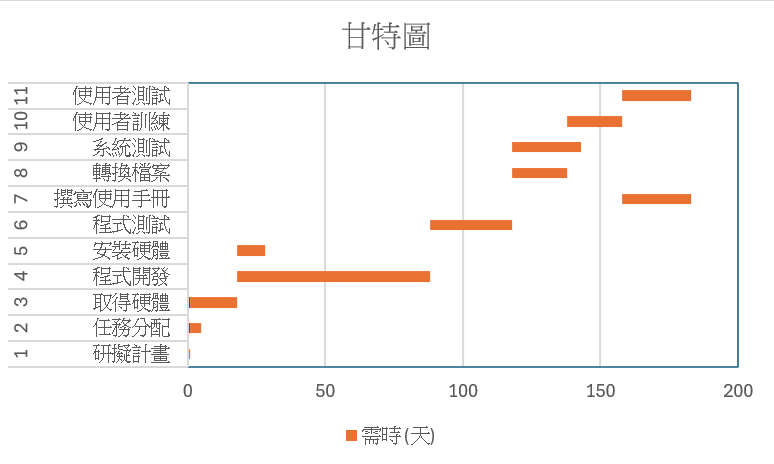 甘特圖
11 使用者測試
10 使用者訓練
9 系統測試
8 轉換檔案
7 撰寫使用手冊
6 程式測試
5 安裝硬體
4 程式開發
3 取得硬體
2 任務分配
1 研擬計畫
0 50 100 150 200
需時(天)